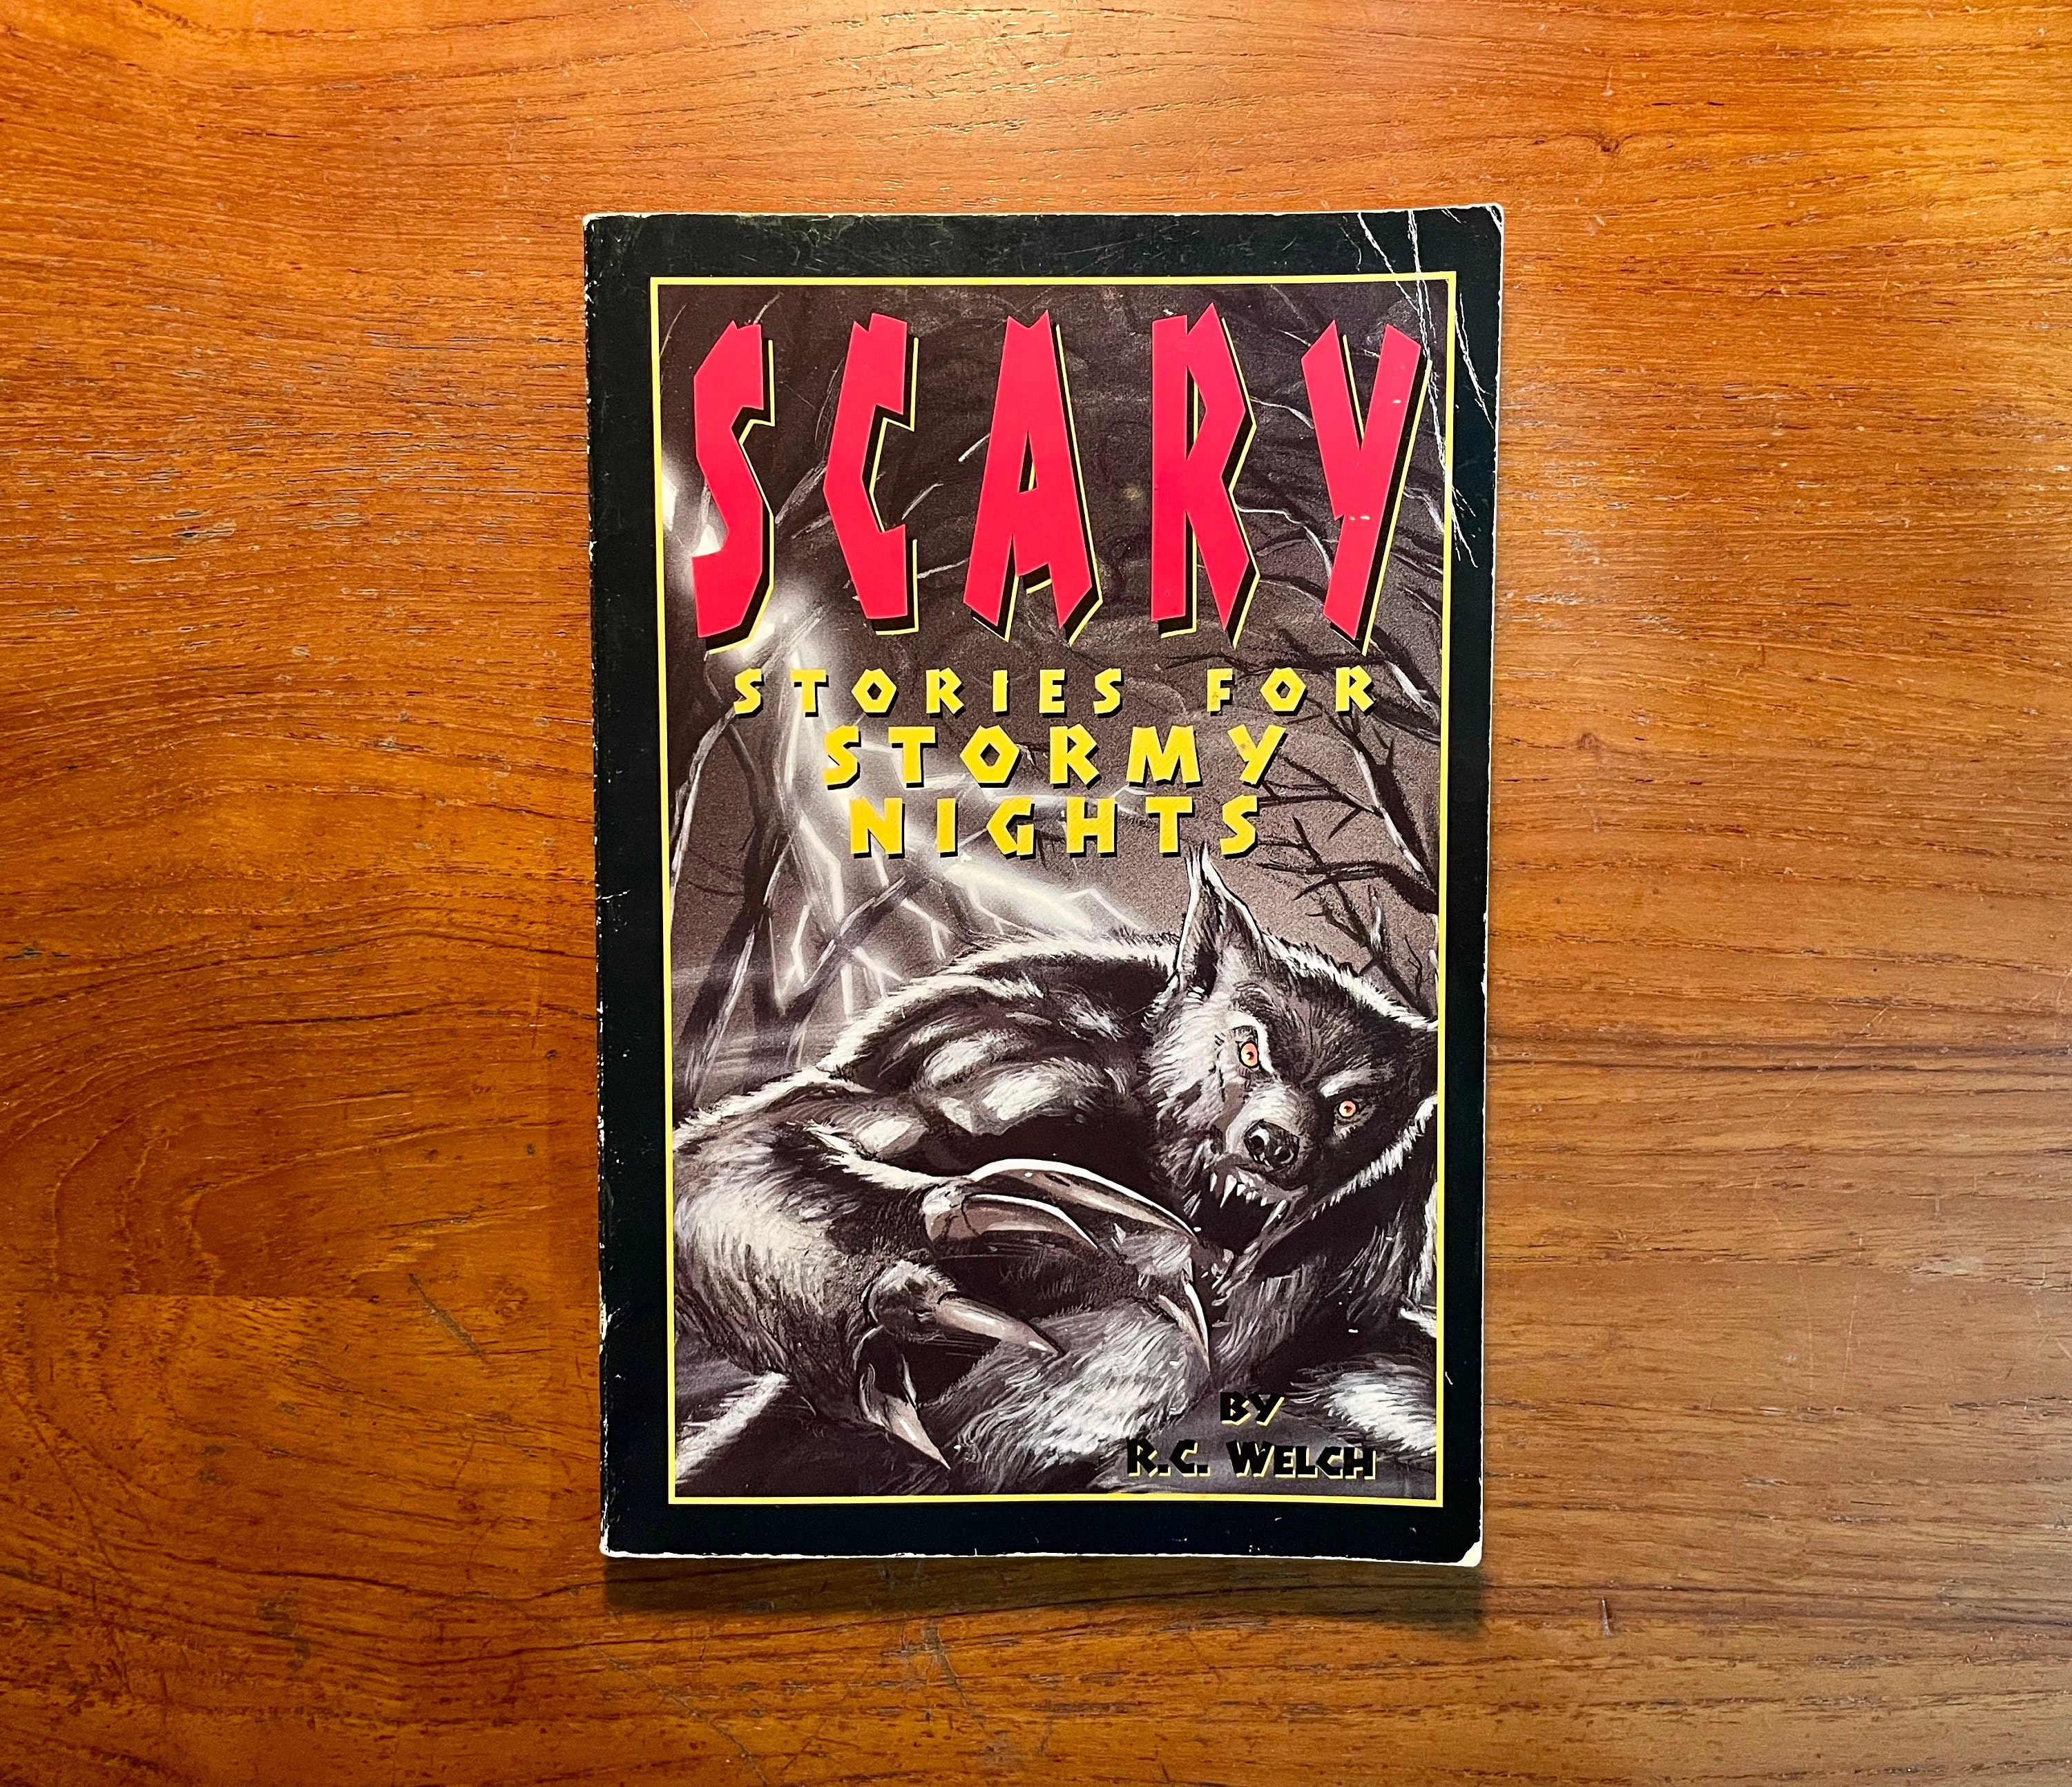 SCARY
STORIES FOR
STORMY
NIGHTS
BY
R.C. WELCH